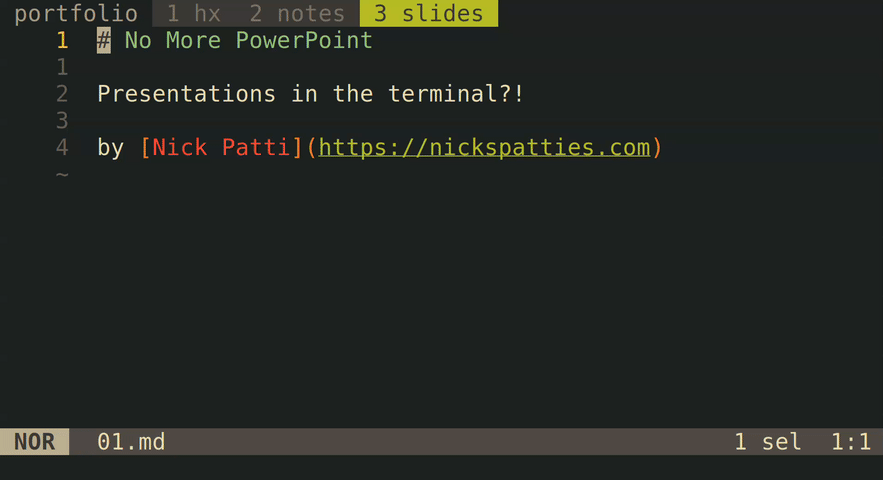 portfolio 1 hx 2 notes 3 slides
1 # No More PowerPoint
1
2 Presentations in the terminal?!
3
4 by [Nick Patti](https://nickspatties.com)
~
NOR 01.md 1 sel 1:1